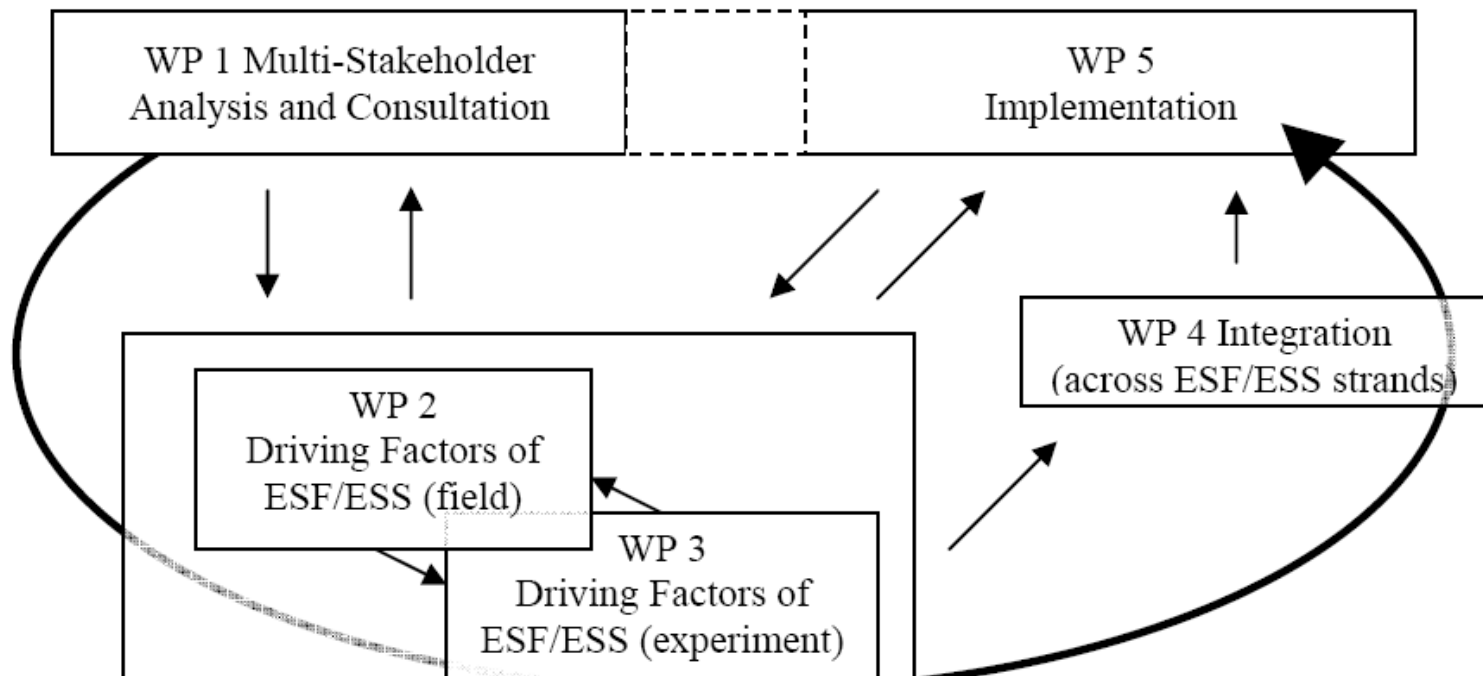 WP 1 Multi-Stakeholder
Analysis and Consultation
WP 5
Implementation
WP 4 Integration
(across ESF/ESS strands)
WP 2
Driving Factors of
ESF/ESS (field)
WP 3
Driving Factors of
ESF/ESS (experiment)